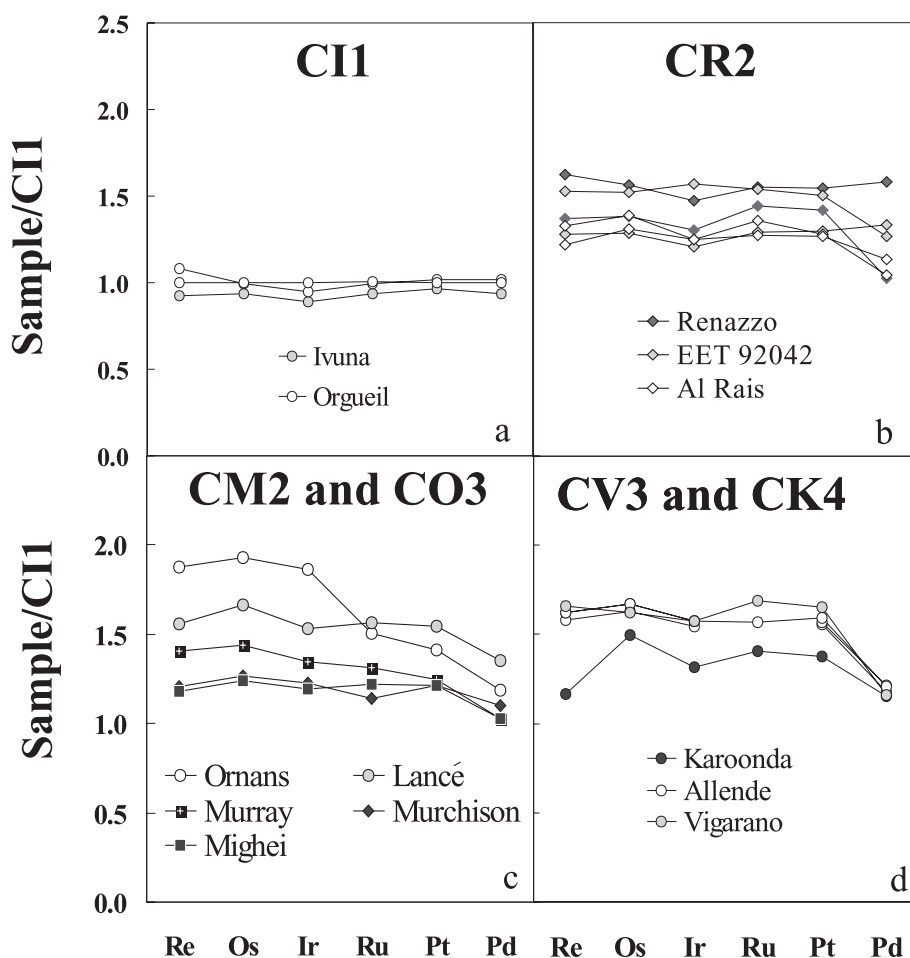 2.5
2.0
1.5
1.0
0.5
0.0
Sample/CI1
CI1
Ivuna
Orgueil
a
CR2
Renazzo
EET 92042
Al Rais
b
2.0
1.5
1.0
0.5
0.0
Sample/CI1
CM2 and CO3
Ornans Lancé
Murray Murchison
Mighei
c
CV3 and CK4
Karoonda
Allende
Vigarano
d
Re Os Ir Ru Pt Pd Re Os Ir Ru Pt Pd